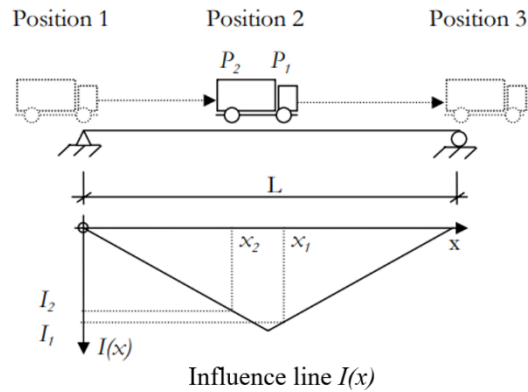 Position 1 Position 2 Position 3
P₂ P₁
L
x₂ x₁ x
I₂
I₁
I(x)
Influence line I(x)